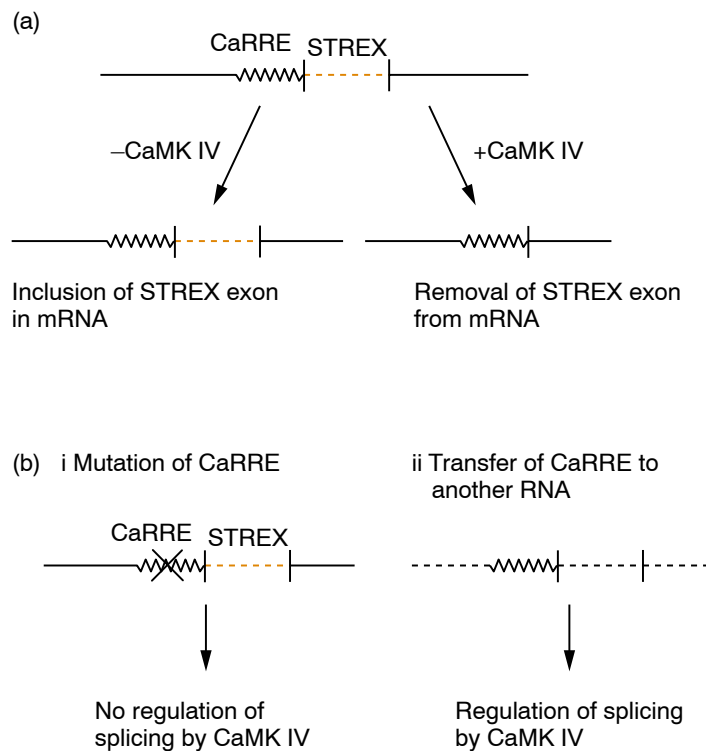 (a)
CaRRE STREX
–CaMK IV
+CaMK IV
Inclusion of STREX exon
in mRNA
Removal of STREX exon
from mRNA
(b) i Mutation of CaRRE
ii Transfer of CaRRE to
another RNA
CaRRE STREX
No regulation of
splicing by CaMK IV
Regulation of splicing
by CaMK IV